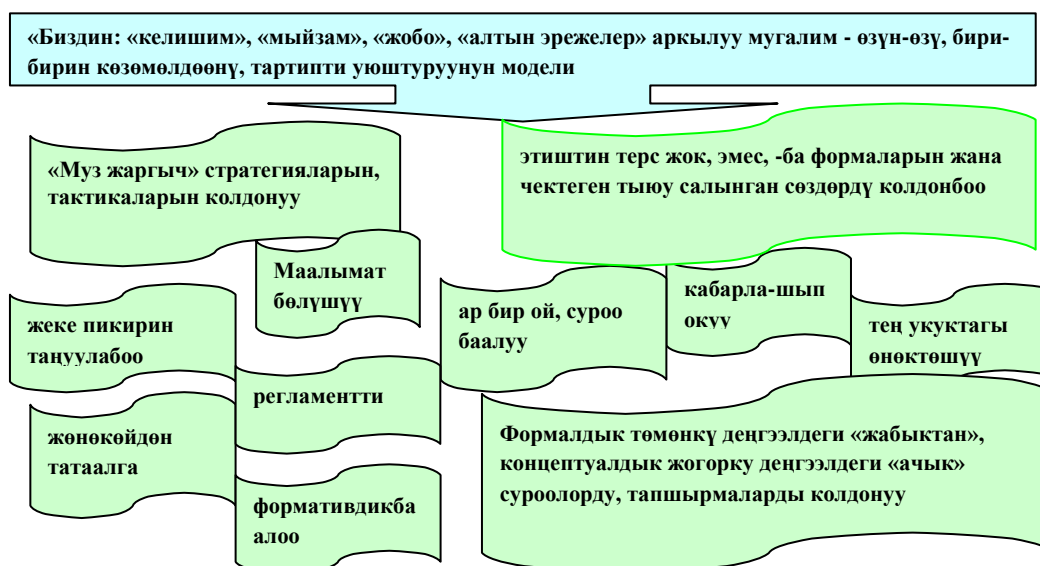 «Биздин: «келишим», «мыйзам», «жобо», «алтын эрежелер» аркылуу мугалим - өзүн-өзү, бири-
бирин көзөмөлдөөнү, тартипти уюштуруунун модели
«Муз жаргыч» стратегияларын,
тактикаларын колдонуу
этиштин терс жок, эмес, -ба формаларын жана
чектеген тыюу салынган сөздөрдү колдонбоо
Маалымат
бөлүшүү
жеке пикирин
таңуулабоо
ар бир ой, суроо
баалуу
кабарла-шып
окуу
тең укуктагы
өнөктөшүү
регламентти
жөнөкөйдөн
татаалга
Формалдык төмөнкү деңгээлдеги «жабыктан»,
концептуалдык жогорку деңгээлдеги «ачык»
суроолорду, тапшырмаларды колдонуу
формативдикба
алоо